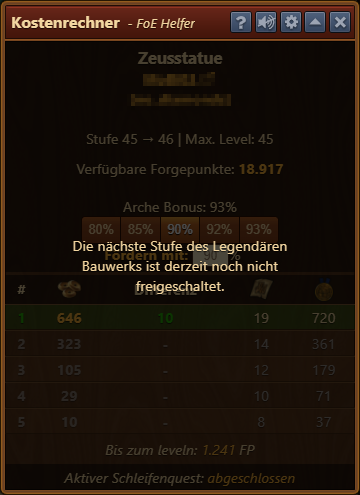 Kostenrechner - FoE Helfer
Zeusstatue
Stufe 45 → 46 | Max. Level: 45
Verfügbare Forgepunkte: 18.917
Arche Bonus: 93%
80% 85% 90% 92% 93%
Fördern mit: 90 %
Die nächste Stufe des Legendären
Bauwerks ist derzeit noch nicht
freigeschaltet.
#
1 646 10 19 720
2 323 - 14 361
3 105 - 12 179
4 29 - 10 71
5 10 - 8 37
Bis zum leveln: 1.241 FP
Aktiver Schleifenquest: abgeschlossen